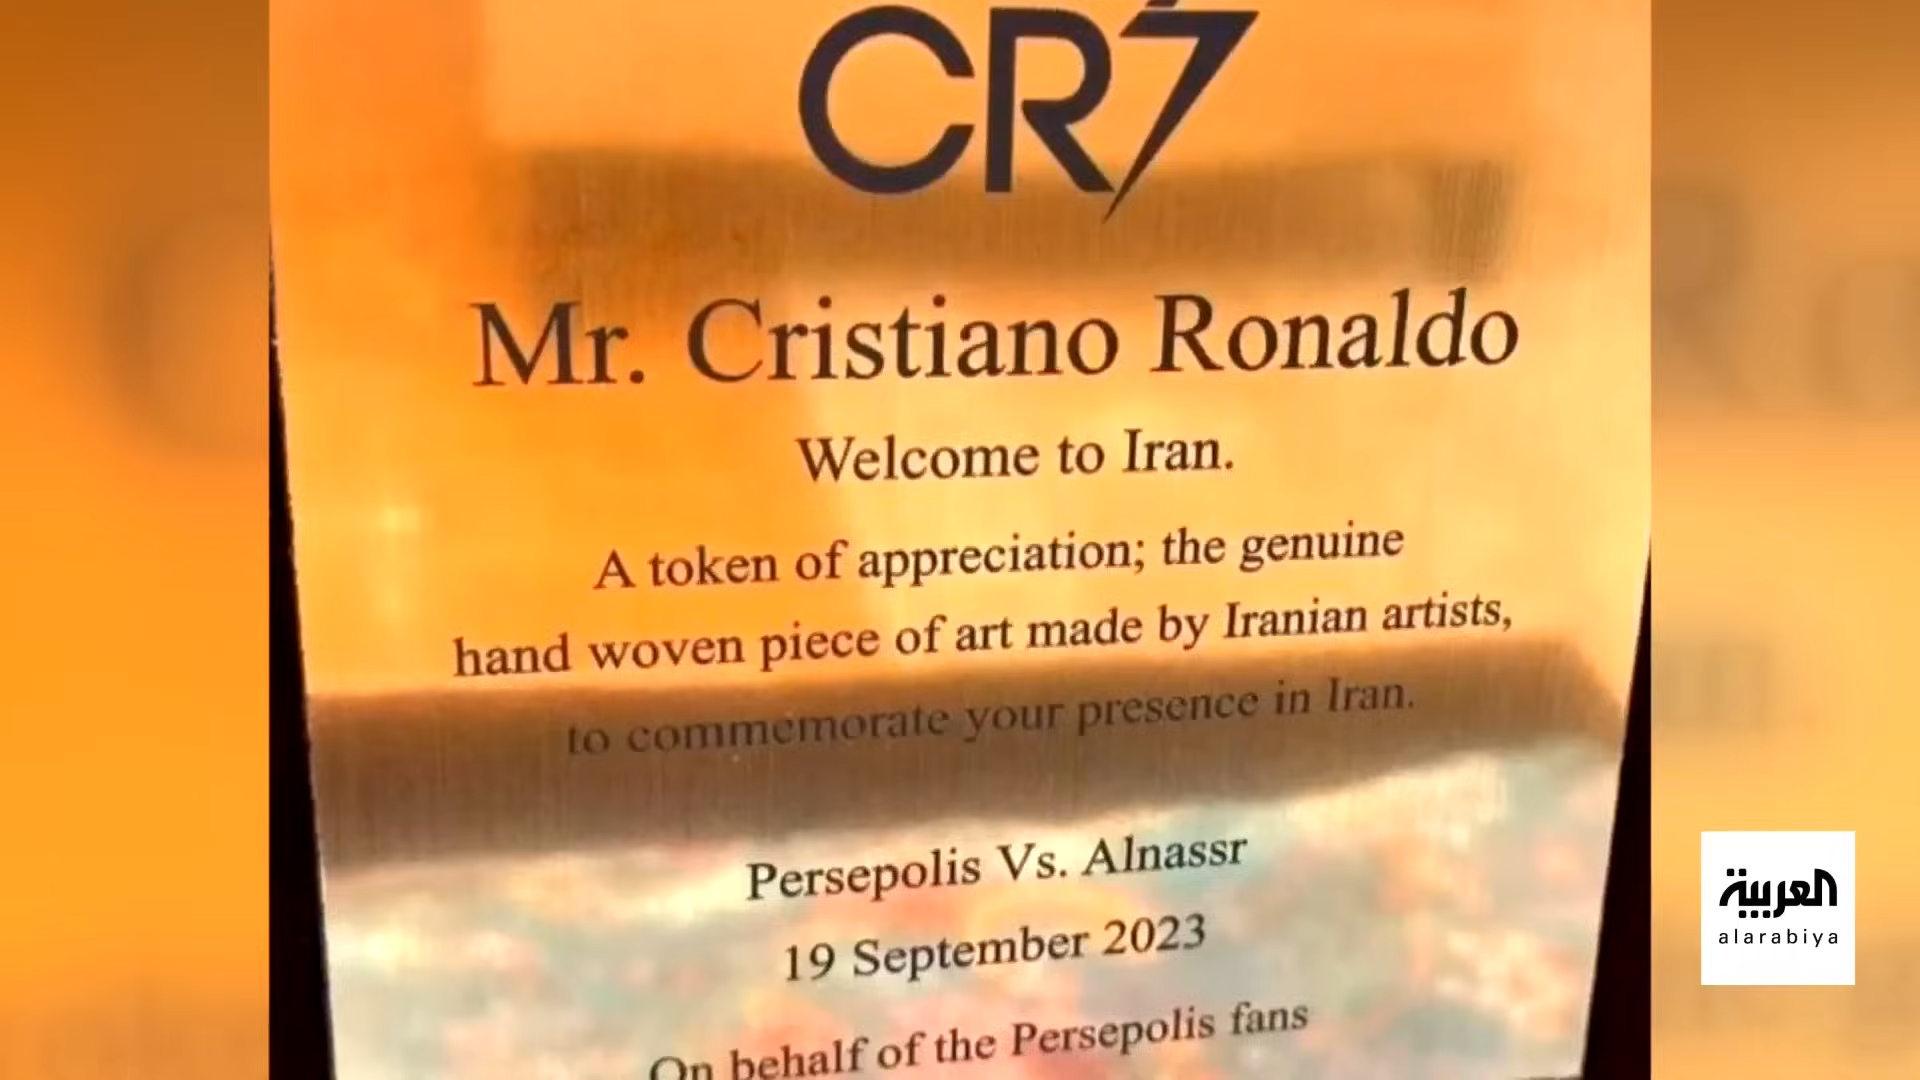 CR7
Mr. Cristiano Ronaldo
Welcome to Iran.
A token of appreciation; the genuine
hand woven piece of art made by Iranian artists,
to commemorate your presence in Iran.
Persepolis Vs. Alnassr
19 September 2023
On behalf of the Persepolis fans
العربية
alarabiya